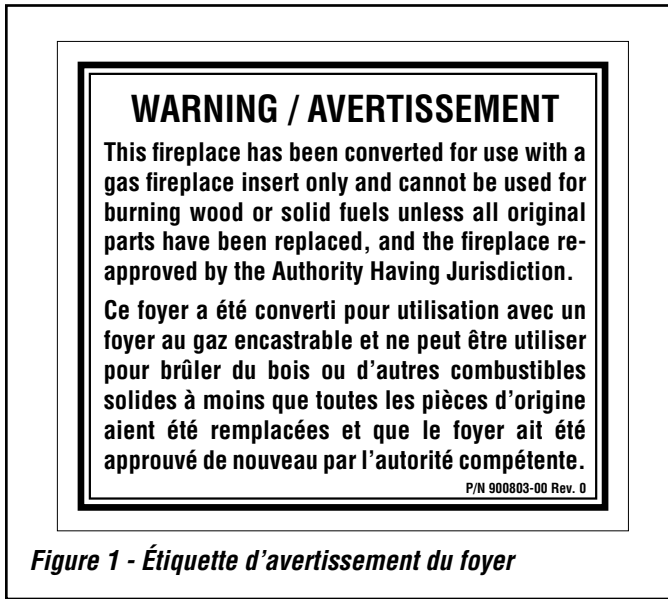 WARNING / AVERTISSEMENT
This fireplace has been converted for use with a
gas fireplace insert only and cannot be used for
burning wood or solid fuels unless all original
parts have been replaced, and the fireplace re-
approved by the Authority Having Jurisdiction.
Ce foyer a été converti pour utilisation avec un
foyer au gaz encastrable et ne peut être utiliser
pour brûler du bois ou d’autres combustibles
solides à moins que toutes les pièces d’origine
aient été remplacées et que le foyer ait été
approuvé de nouveau par l’autorité compétente.
P/N 900803-00 Rev. 0
Figure 1 - Étiquette d’avertissement du foyer